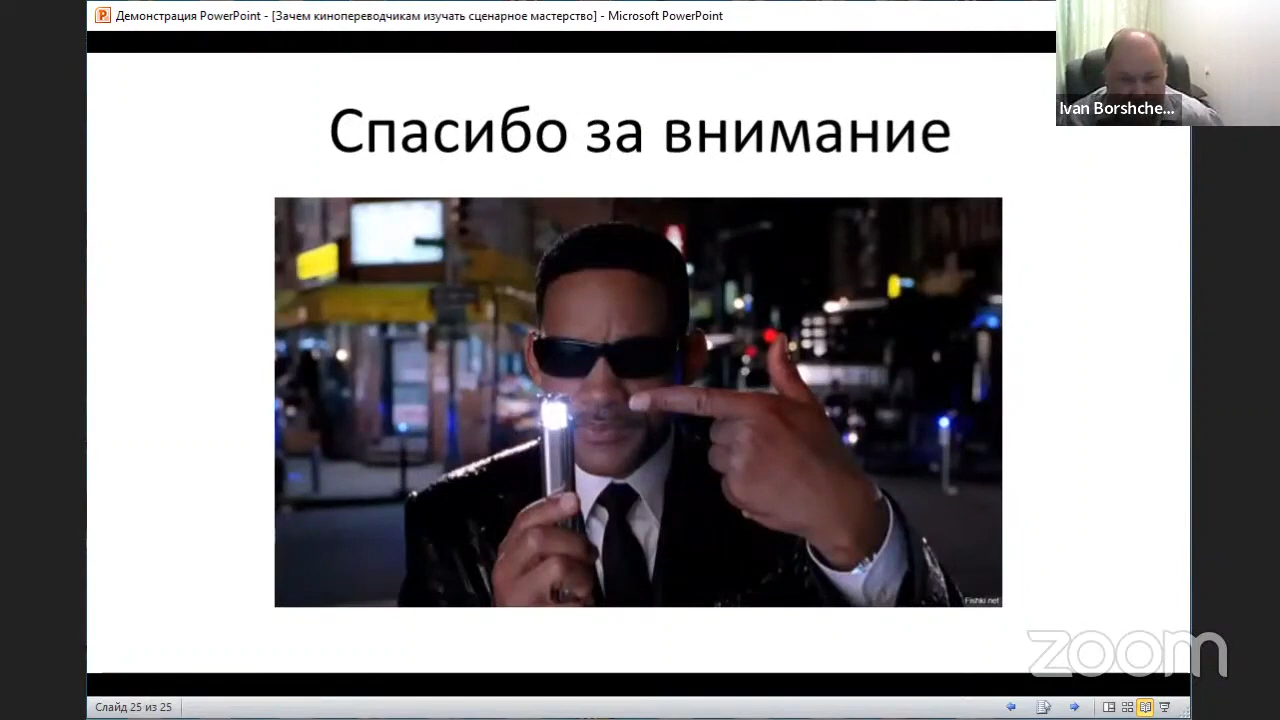 Демонстрация PowerPoint - [Зачем кинопереводчикам изучать сценарное мастерство] - Microsoft PowerPoint
Ivan Borshche...
Спасибо за внимание
Fishki.net
zoom
Слайд 25 из 25